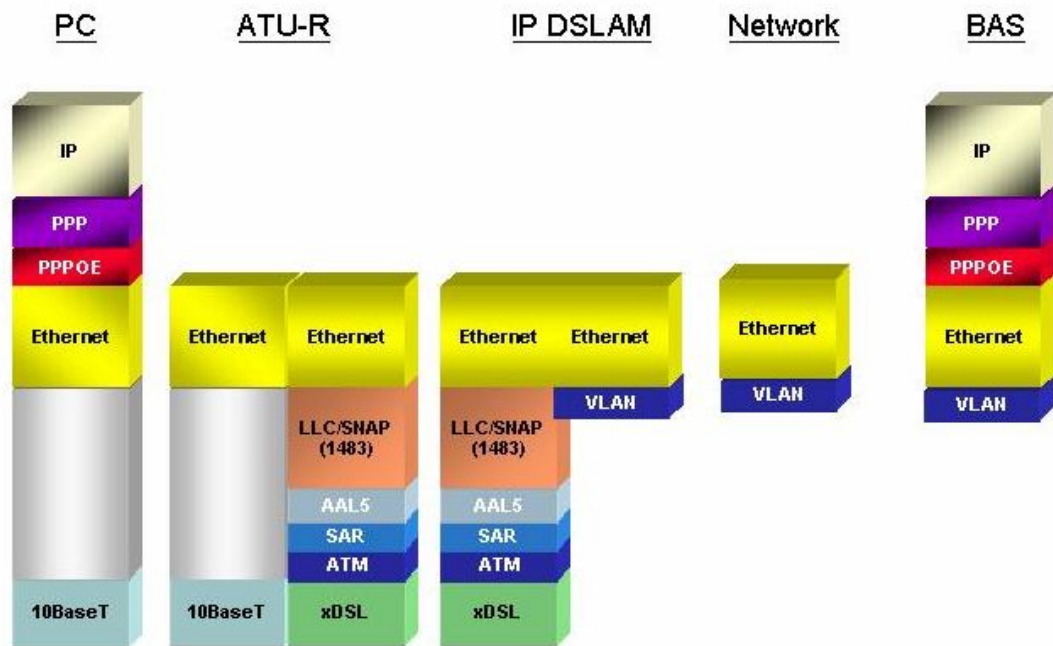 PC ATU-R IP DSLAM Network BAS
IP IP
PPP PPP
PPPOE PPPOE
Ethernet Ethernet Ethernet Ethernet Ethernet Ethernet Ethernet
VLAN VLAN VLAN
LLC/SNAP LLC/SNAP
(1483) (1483)
AAL5 AAL5
SAR SAR
ATM ATM
10BaseT 10BaseT xDSL xDSL